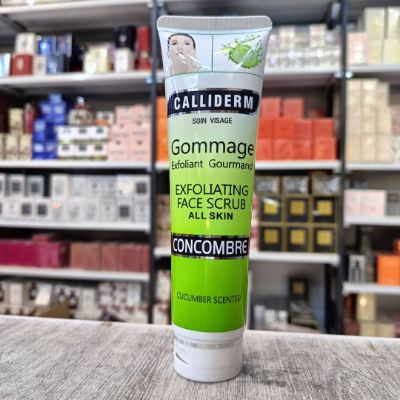 CALLIDERM
SOIN VISAGE
Gommage
Exfoliant Gourmand
EXFOLIATING
FACE SCRUB
ALL SKIN
CONCOMBRE
CUCUMBER SCENTED